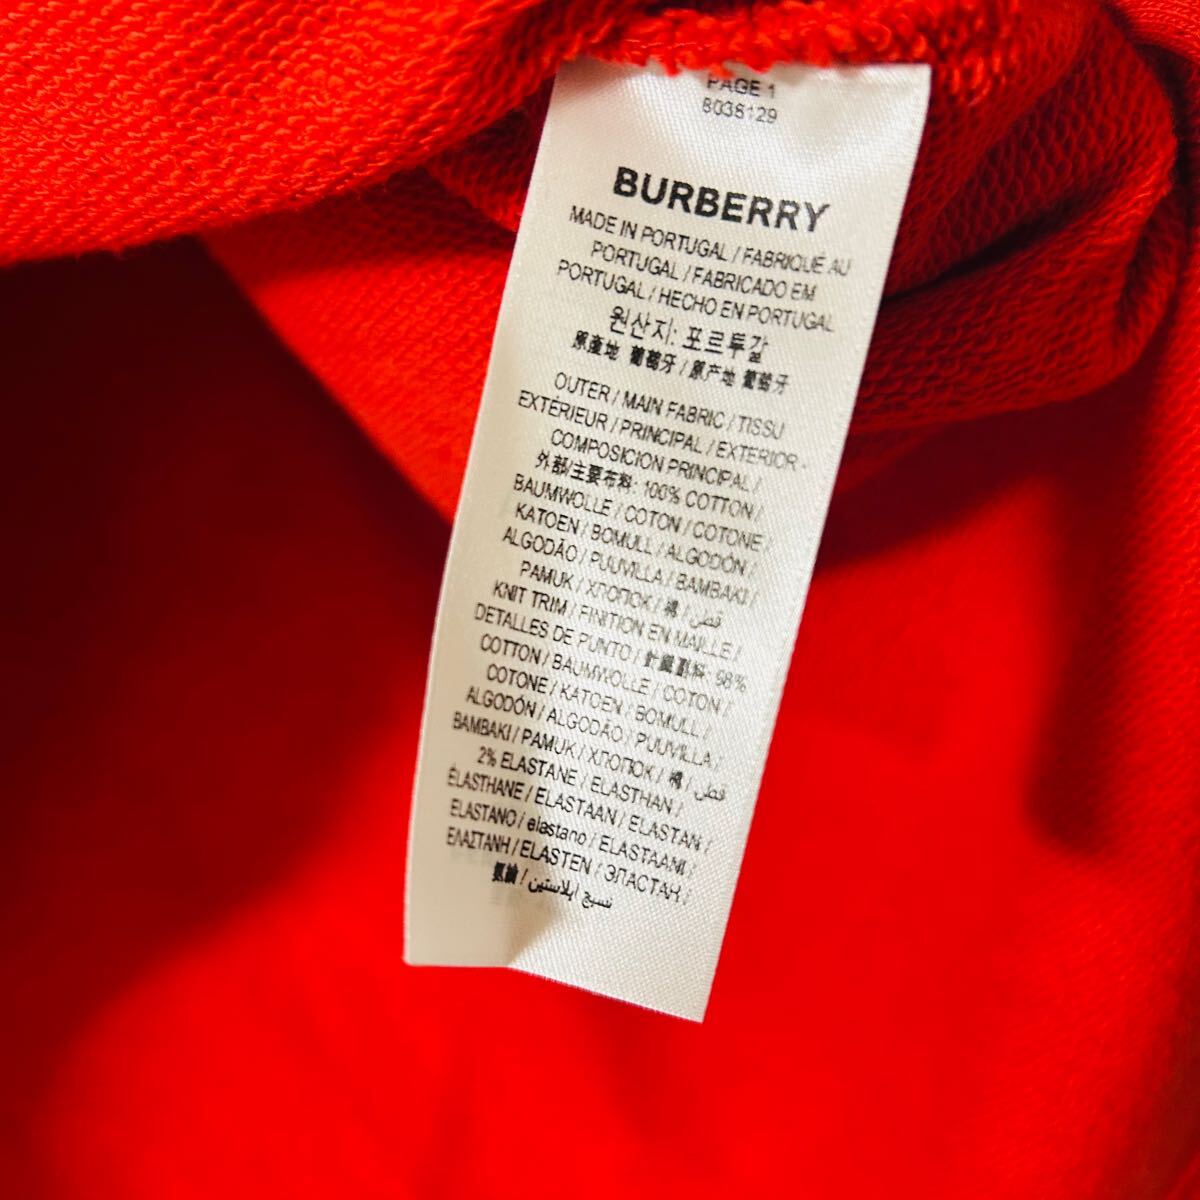 PAGE 1
8036129
BURBERRY
MADE IN PORTUGAL / FABRIQUÉ AU
PORTUGAL / FABRICADO EM
PORTUGAL / HECHO EN PORTUGAL
원산지: 포르투갈
原產地 葡萄牙 / 原产地 葡萄牙
OUTER / MAIN FABRIC / TISSU
EXTÉRIEUR / PRINCIPAL / EXTERIOR -
COMPOSICION PRINCIPAL /
外部/主要布料: 100% COTTON /
BAUMWOLLE / COTON / COTONE /
KATOEN / BOMULL / ALGODÓN /
ALGODÃO / PUUVILLA / BAMBAKI /
PAMUK / ХЛОПОК / 棉 / قطن /
KNIT TRIM / FINITION EN MAILLE /
DETALLES DE PUNTO / 針織副料: 98%
COTTON / BAUMWOLLE / COTON /
COTONE / KATOEN / BOMULL /
ALGODÓN / ALGODÃO / PUUVILLA /
BAMBAKI / PAMUK / ХЛОПОК / 棉 / قطن /
2% ELASTANE / ELASTHAN /
ÉLASTHANE / ELASTAAN / ELASTAN /
ELASTANO / elastano / ELASTAANI /
ΕΛΑΣΤΑΝΗ / ELASTEN / ЭЛАСТАН /
氨綸 / نسيج ايلاستين